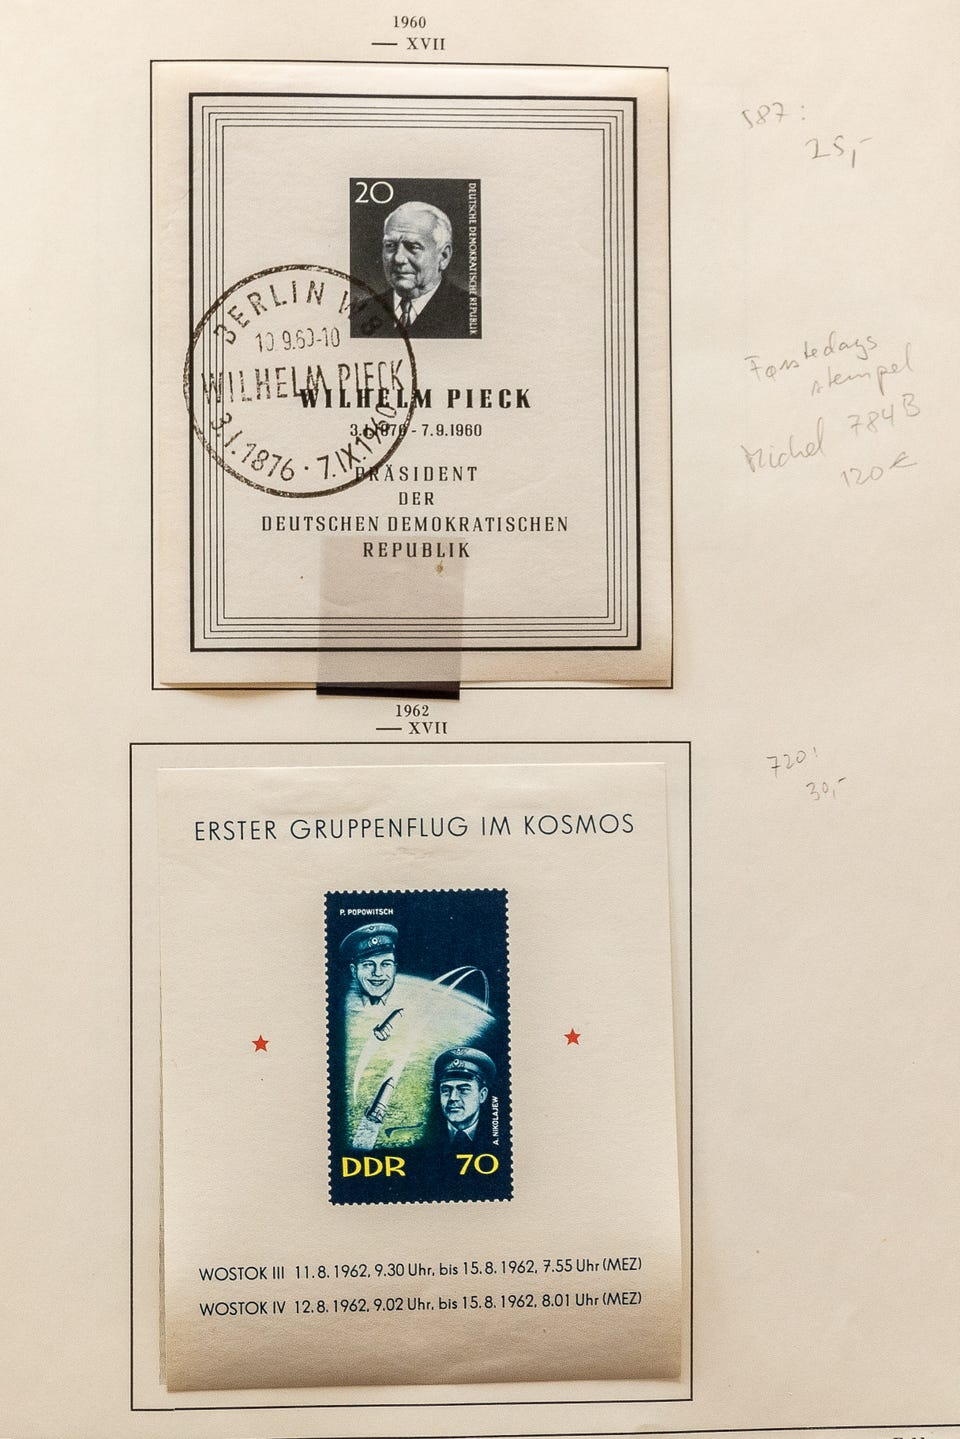 1960
— XVII
587:
25,-
20
DEUTSCHE DEMOKRATISCHE REPUBLIK
BERLIN W8
10.9.60-10
WILHELM PIECK
3.1.1876 · 7.IX.1960
WILHELM PIECK
3.1.1876 - 7.9.1960
PRÄSIDENT
DER
DEUTSCHEN DEMOKRATISCHEN
REPUBLIK
Førstedags
stempel
Michel 784B
120€
1962
— XVII
720:
30,-
ERSTER GRUPPENFLUG IM KOSMOS
P. POPOWITSCH
A. NIKOLAJEW
DDR 70
WOSTOK III 11.8.1962, 9.30 Uhr, bis 15.8.1962, 7.55 Uhr (MEZ)
WOSTOK IV 12.8.1962, 9.02 Uhr, bis 15.8.1962, 8.01 Uhr (MEZ)